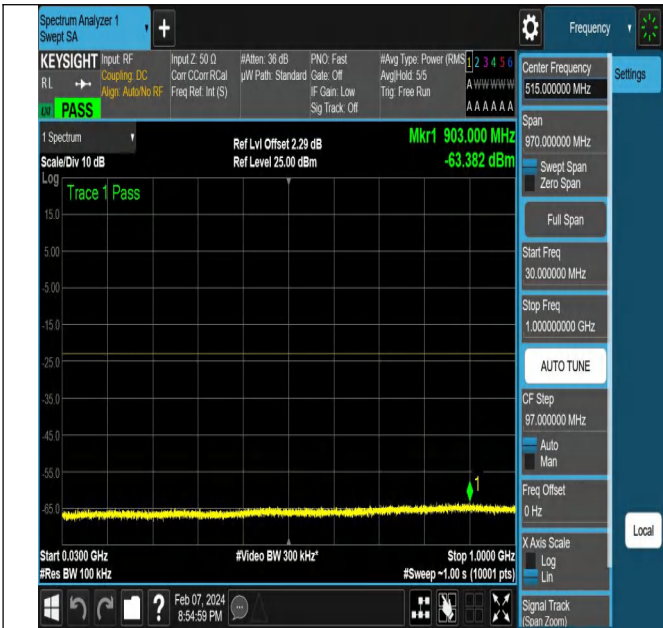 Spectrum Analyzer 1
Swept SA
+
Frequency
KEYSIGHT
RL
LXI
PASS
Input: RF
Coupling: DC
Align: Auto/No RF
Input Z: 50 Ω
Corr CCorr RCal
Freq Ref: Int (S)
#Atten: 36 dB
µW Path: Standard
PNO: Fast
Gate: Off
IF Gain: Low
Sig Track: Off
#Avg Type: Power (RMS
Avg|Hold: 5/5
Trig: Free Run
1 2 3 4 5 6
A W W W W W
A A A A A A
1 Spectrum
Scale/Div 10 dB
Ref Lvl Offset 2.29 dB
Ref Level 25.00 dBm
Mkr1 903.000 MHz
-63.382 dBm
Log
Trace 1 Pass
15.0
5.00
-5.00
-15.0
-25.0
-35.0
-45.0
-55.0
-65.0
1
Start 0.0300 GHz
#Res BW 100 kHz
#Video BW 300 kHz*
Stop 1.0000 GHz
#Sweep ~1.00 s (10001 pts)
Feb 07, 2024
8:54:59 PM
?
Center Frequency
515.000000 MHz
Settings
Span
970.000000 MHz
Swept Span
Zero Span
Full Span
Start Freq
30.000000 MHz
Stop Freq
1.000000000 GHz
AUTO TUNE
CF Step
97.000000 MHz
Auto
Man
Freq Offset
0 Hz
X Axis Scale
Log
Lin
Local
Signal Track
(Span Zoom)